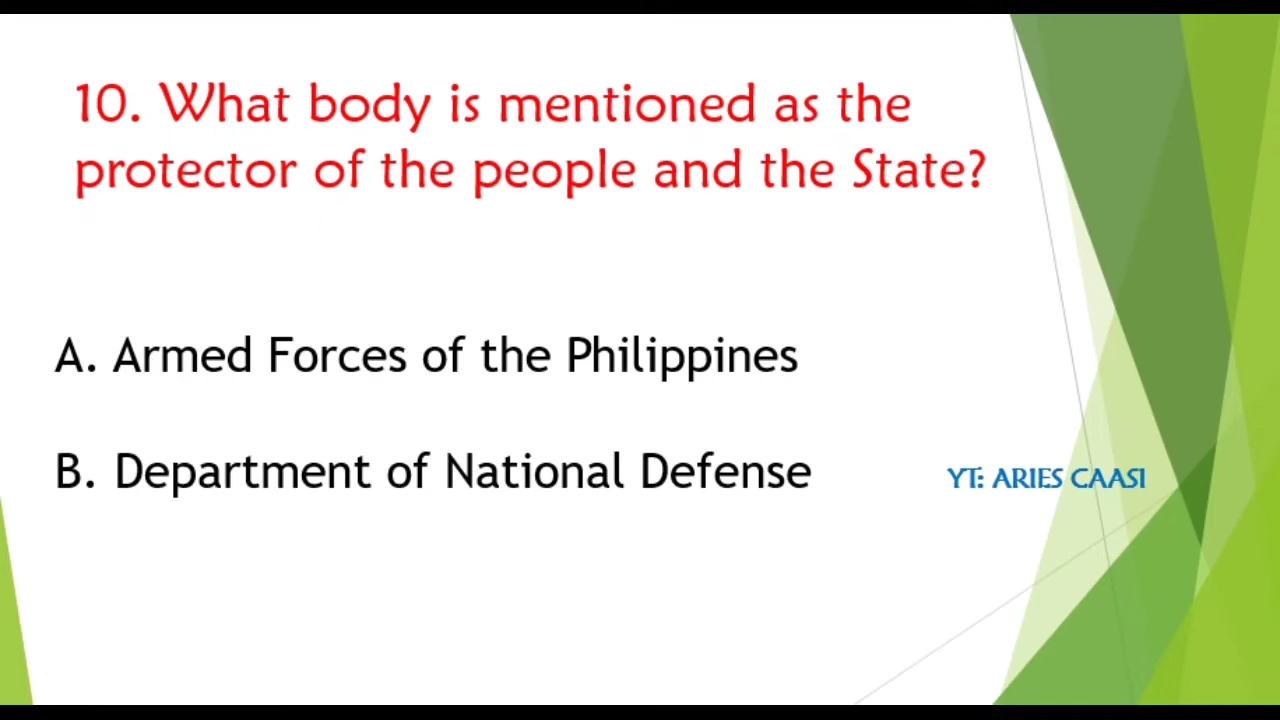 10. What body is mentioned as the
protector of the people and the State?
A. Armed Forces of the Philippines
B. Department of National Defense
YT: ARIES CAASI